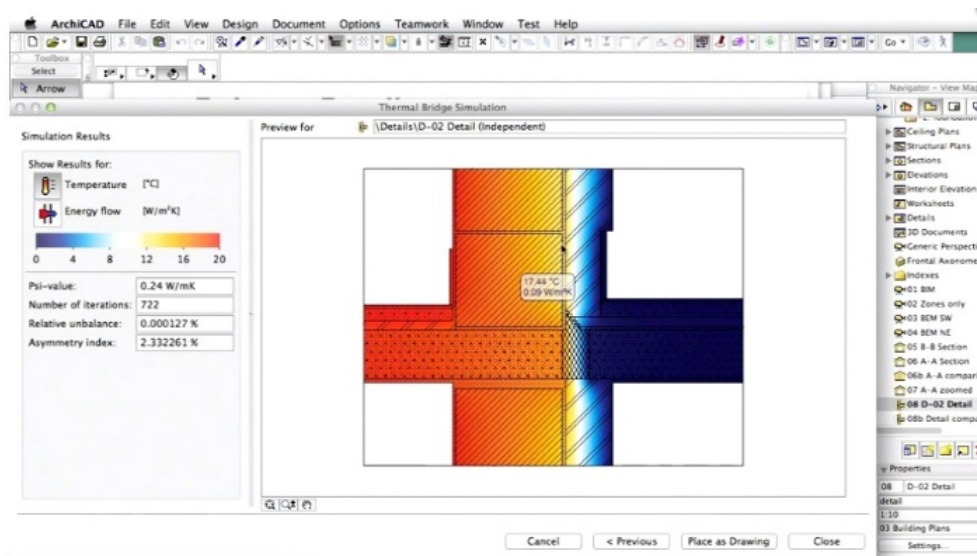 ArchiCAD File Edit View Design Document Options Teamwork Window Test Help
Go
Toolbox
Select
Arrow
Navigator - View Map
Thermal Bridge Simulation
Simulation Results
Preview for \Details\D-02 Detail (Independent)
Show Results for:
Temperature [°C]
Energy flow [W/m²K]
0 4 8 12 16 20
Psi-value: 0.24 W/mK
Number of iterations: 722
Relative unbalance: 0.000127 %
Asymmetry index: 2.332261 %
17.44 °C
0.09 W/m²K
Ceiling Plans
Structural Plans
Sections
Elevations
Interior Elevation
Worksheets
Details
3D Documents
Generic Perspecti
Frontal Axonome
Indexes
01 BIM
02 Zones only
03 BEM SW
04 BEM NE
05 B-B Section
06 A-A Section
06b A-A compari
07 A-A zoomed
08 D-02 Detail
08b Detail compa
Properties
08 D-02 Detail
detail
1:10
03 Building Plans
Settings...
Cancel < Previous Place as Drawing Close